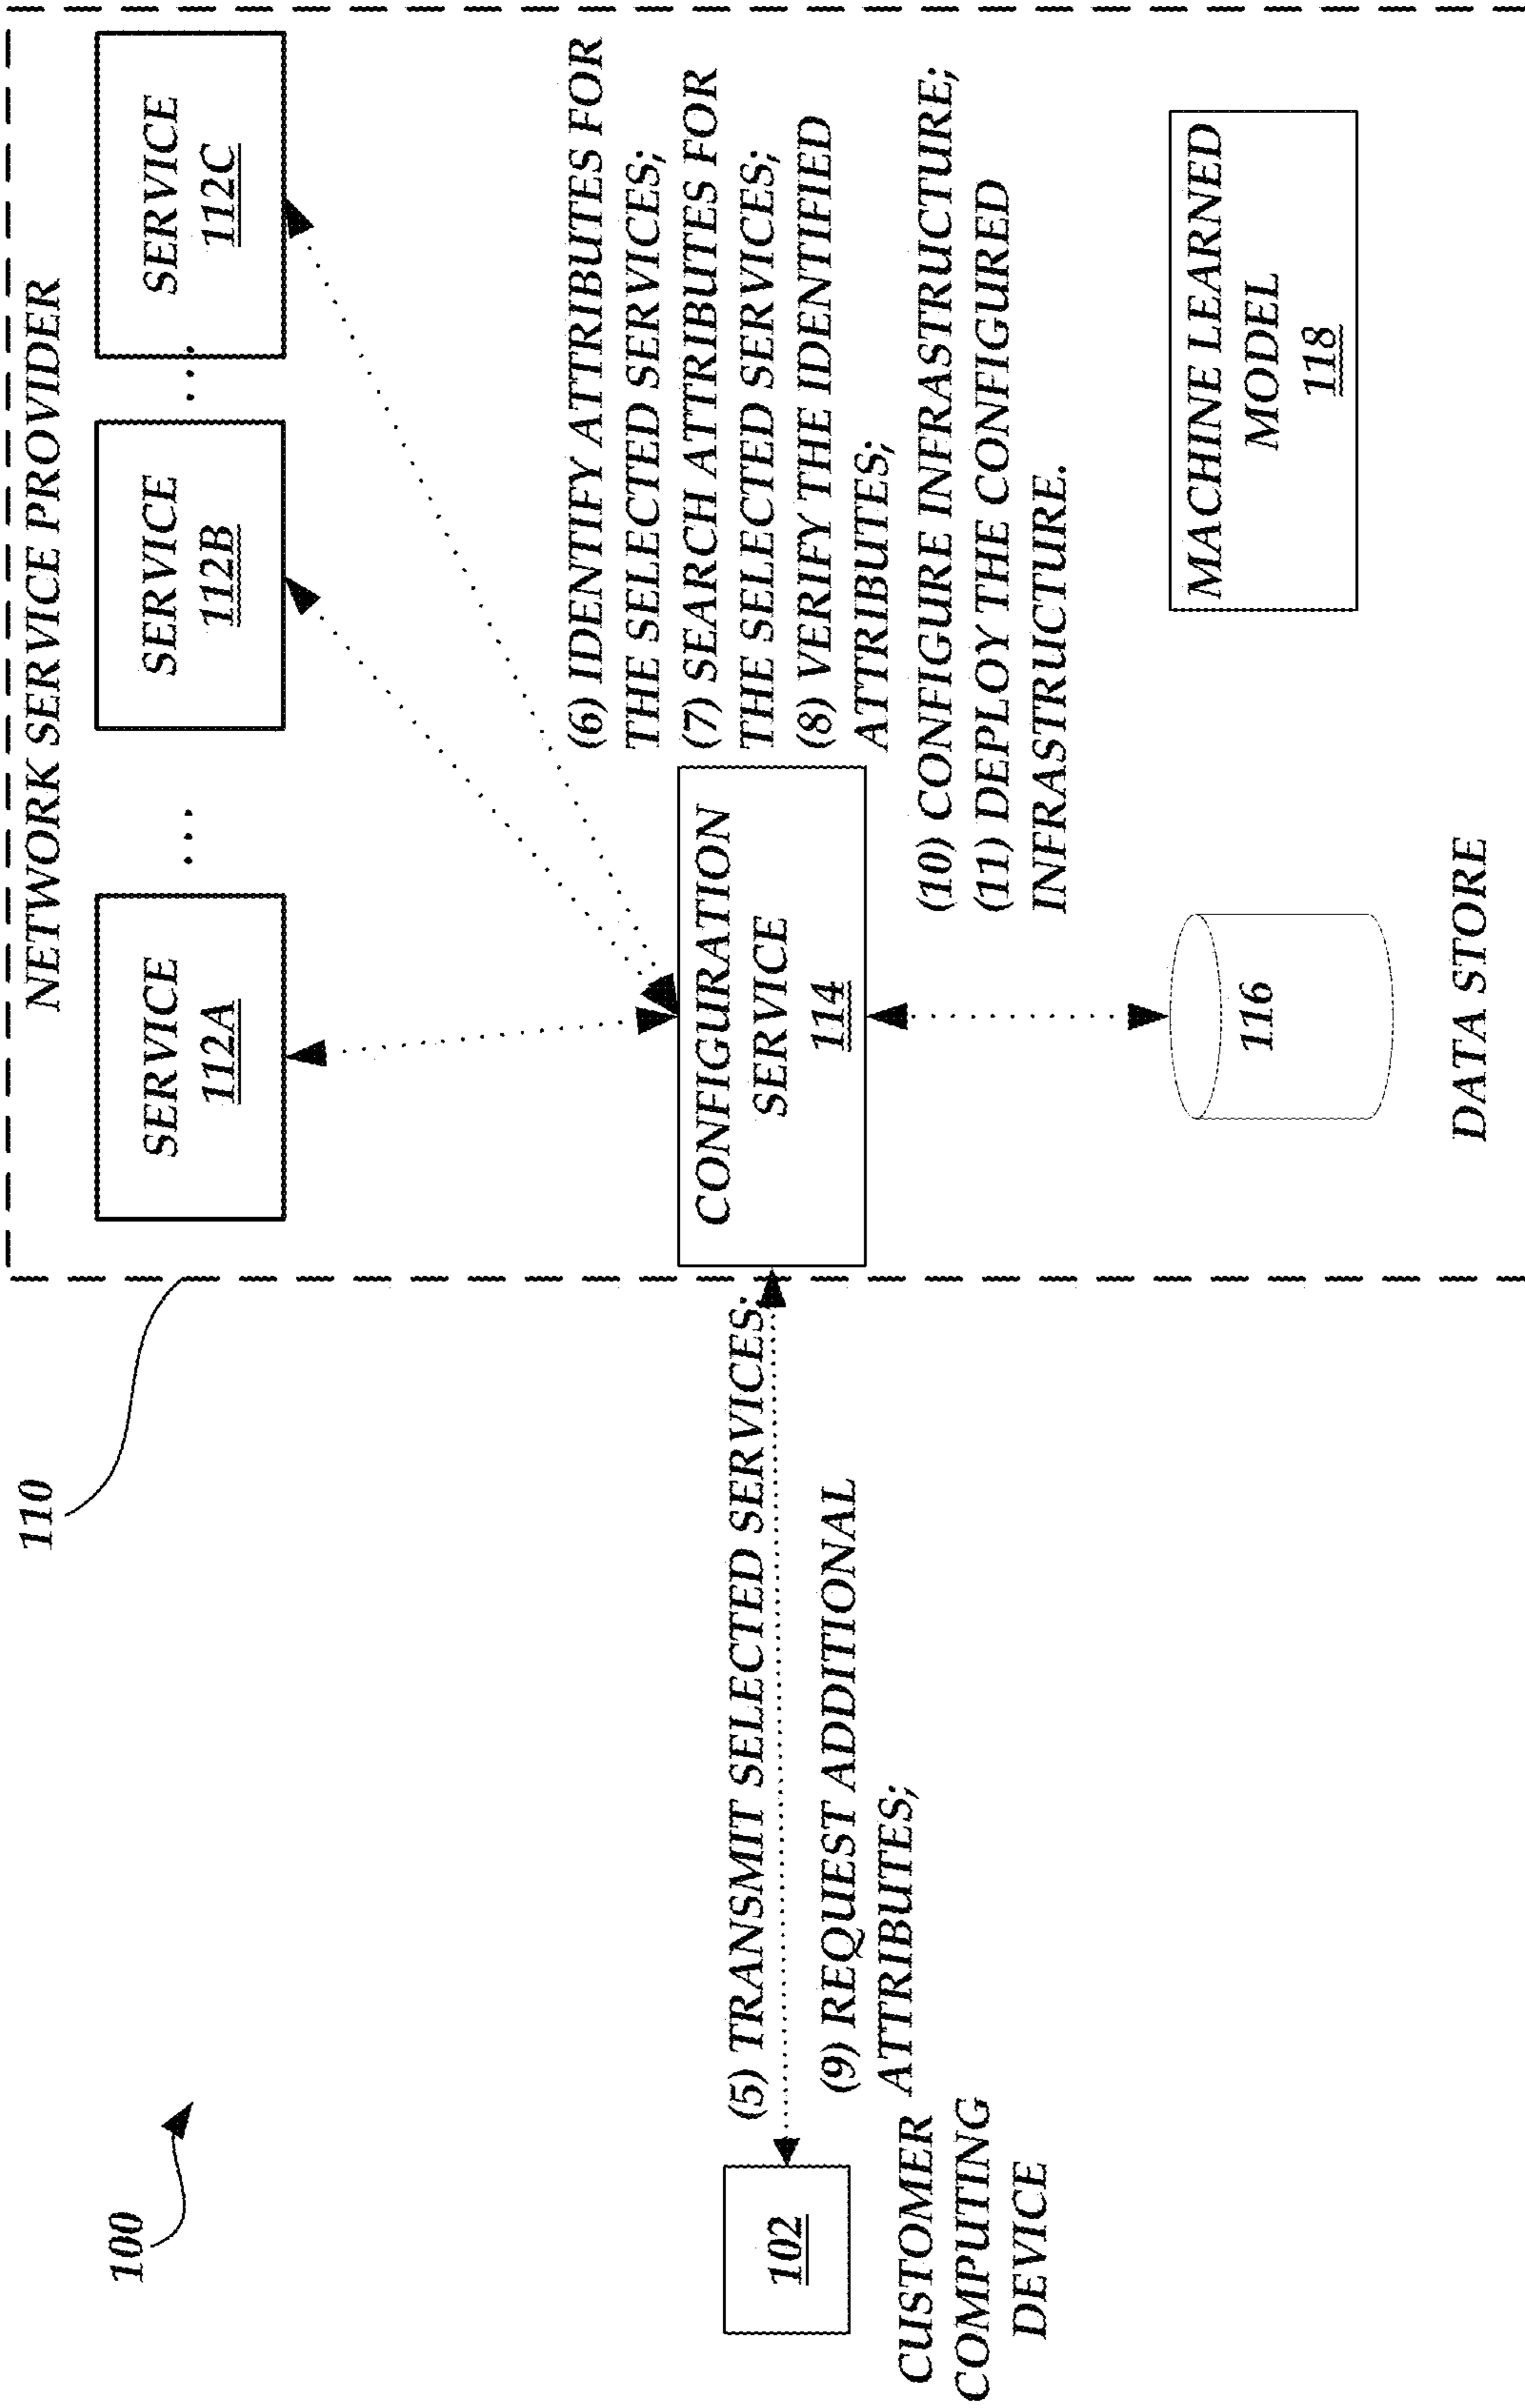 100
110
NETWORK SERVICE PROVIDER
SERVICE
112A
...
SERVICE
112B
...
SERVICE
112C
(5) TRANSMIT SELECTED SERVICES;
(9) REQUEST ADDITIONAL
ATTRIBUTES;
102
CUSTOMER
COMPUTING
DEVICE
CONFIGURATION
SERVICE
114
(6) IDENTIFY ATTRIBUTES FOR
THE SELECTED SERVICES;
(7) SEARCH ATTRIBUTES FOR
THE SELECTED SERVICES;
(8) VERIFY THE IDENTIFIED
ATTRIBUTES;
(10) CONFIGURE INFRASTRUCTURE;
(11) DEPLOY THE CONFIGURED
INFRASTRUCTURE.
116
DATA STORE
MACHINE LEARNED
MODEL
118